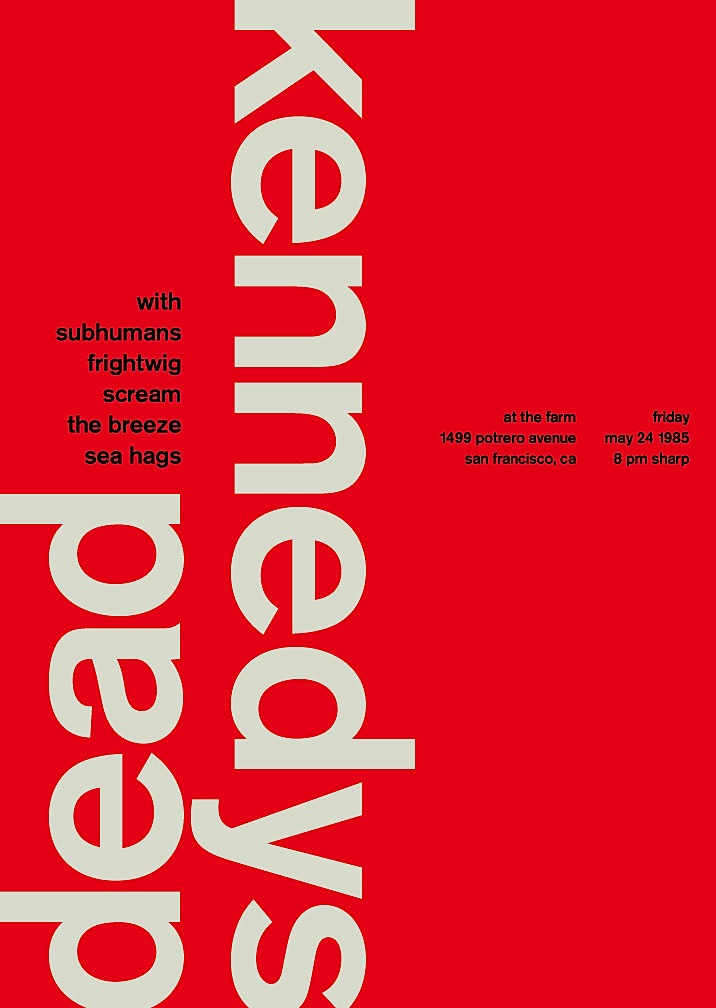 dead
kennedys
with
subhumans
frightwig
scream
the breeze
sea hags
at the farm
1499 potrero avenue
san francisco, ca
friday
may 24 1985
8 pm sharp